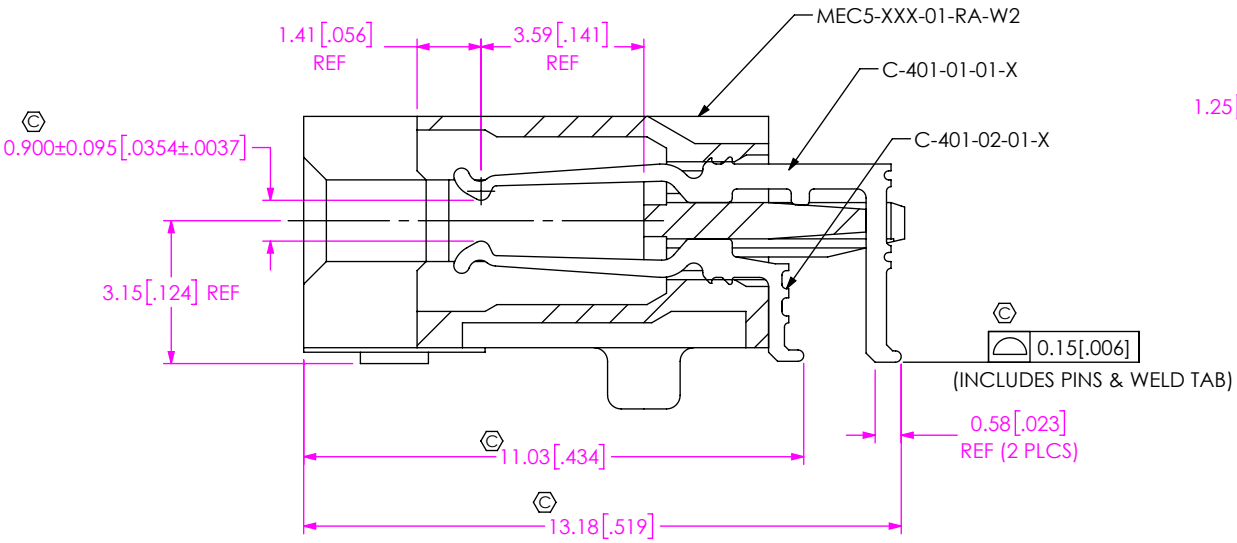 MEC5-XXX-01-RA-W2
1.41[.056]
REF
3.59[.141]
REF
C-401-01-01-X
1.25[
C
0.900±0.095[.0354±.0037]
C-401-02-01-X
3.15[.124] REF
C
0.15[.006]
(INCLUDES PINS & WELD TAB)
0.58[.023]
REF (2 PLCS)
C
11.03[.434]
C
13.18[.519]